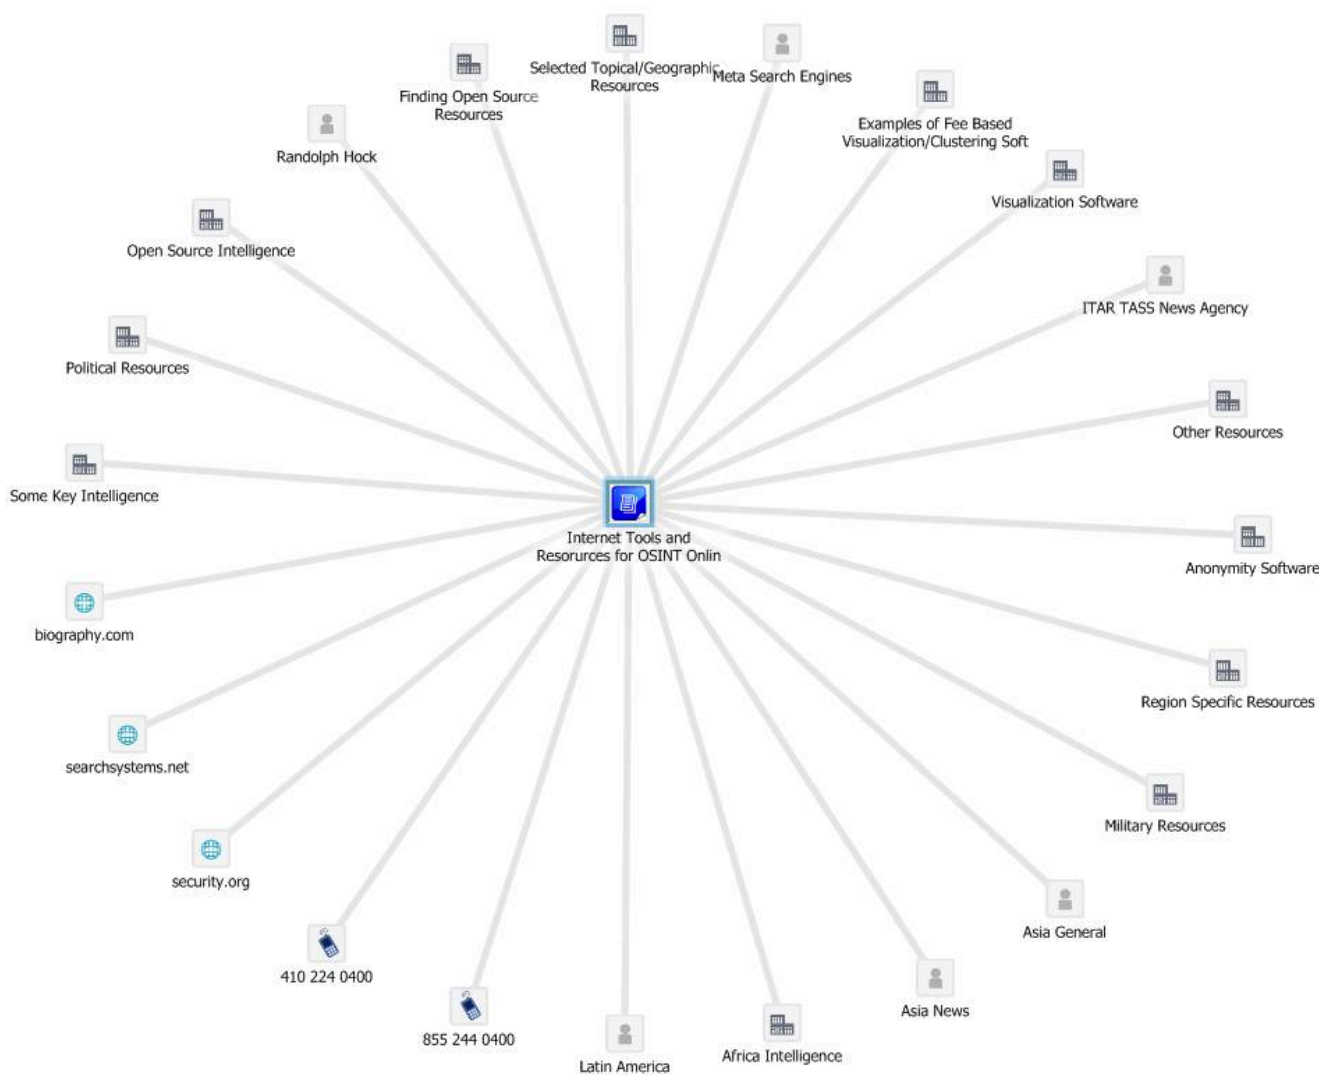 Selected Topical/Geographic
Resources
Meta Search Engines
Finding Open Source
Resources
Examples of Fee Based
Visualization/Clustering Soft
Randolph Hock
Visualization Software
Open Source Intelligence
ITAR TASS News Agency
Political Resources
Other Resources
Some Key Intelligence
Internet Tools and
Resorurces for OSINT Onlin
Anonymity Software
biography.com
Region Specific Resources
searchsystems.net
Military Resources
security.org
Asia General
410 224 0400
Asia News
855 244 0400
Africa Intelligence
Latin America